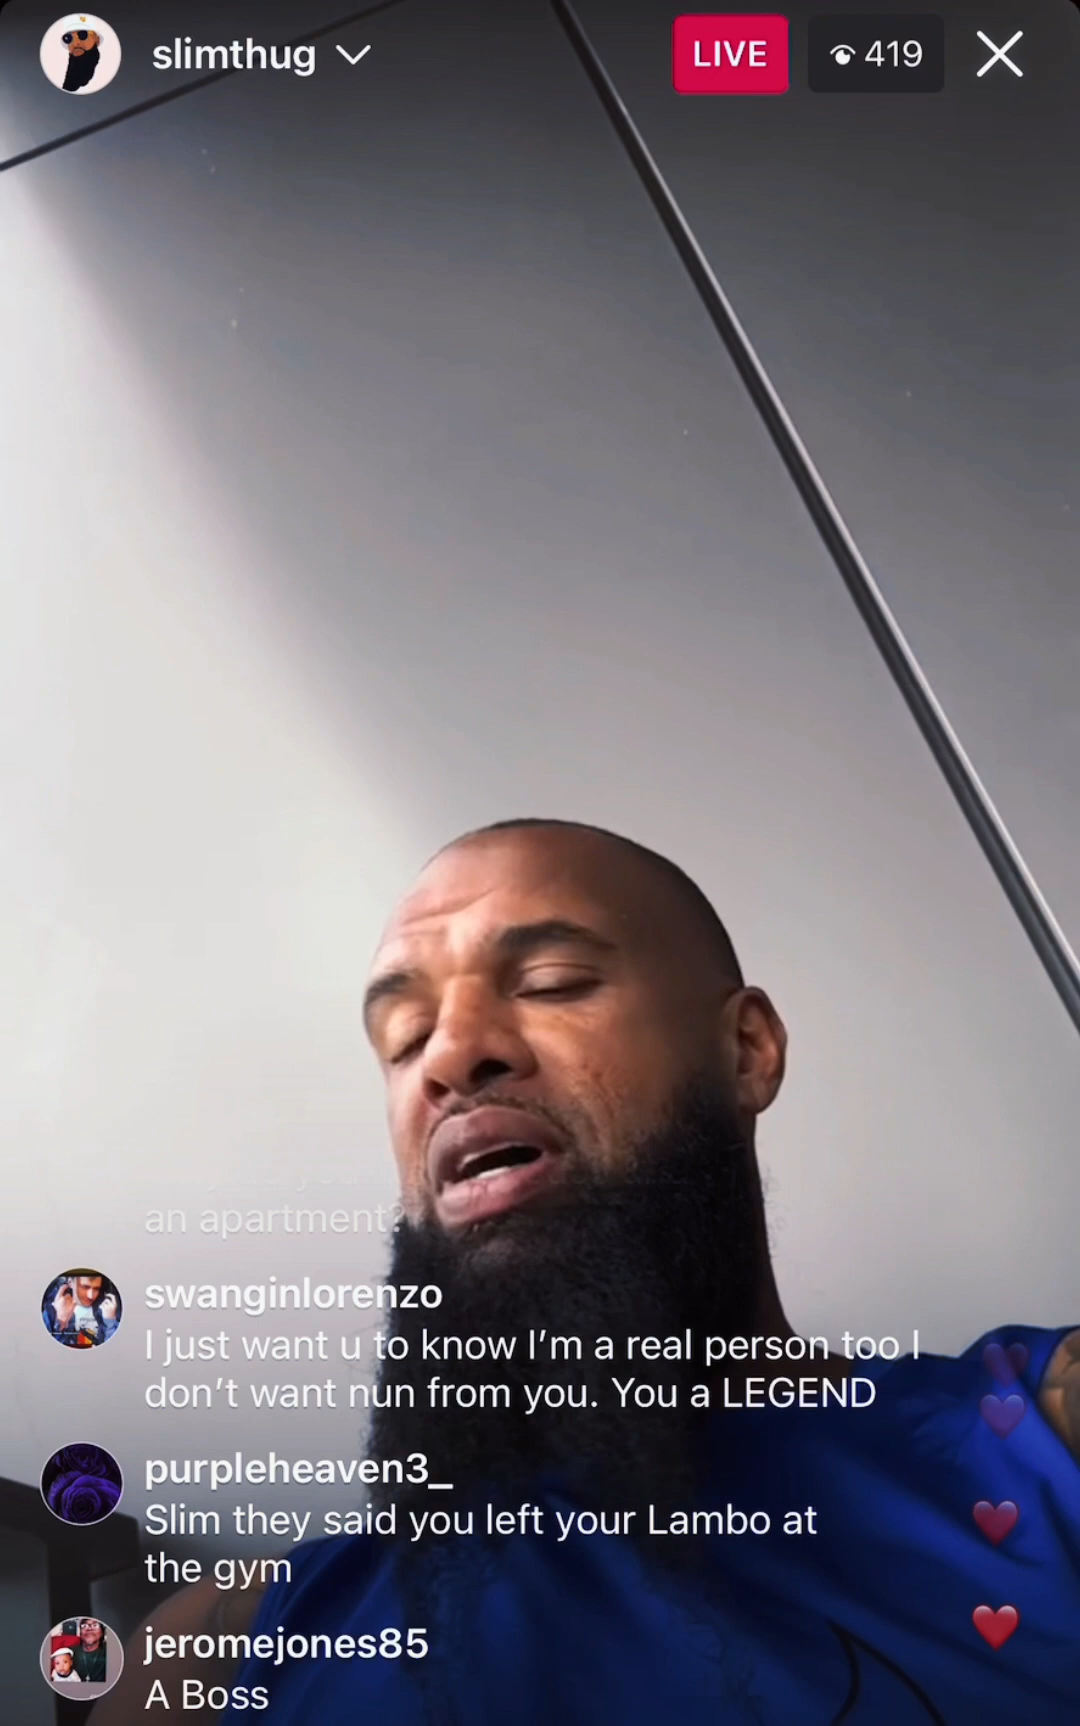 slimthug
LIVE
419
an apartment?
swanginlorenzo
I just want u to know I’m a real person too I
don’t want nun from you. You a LEGEND
purpleheaven3_
Slim they said you left your Lambo at
the gym
jeromejones85
A Boss